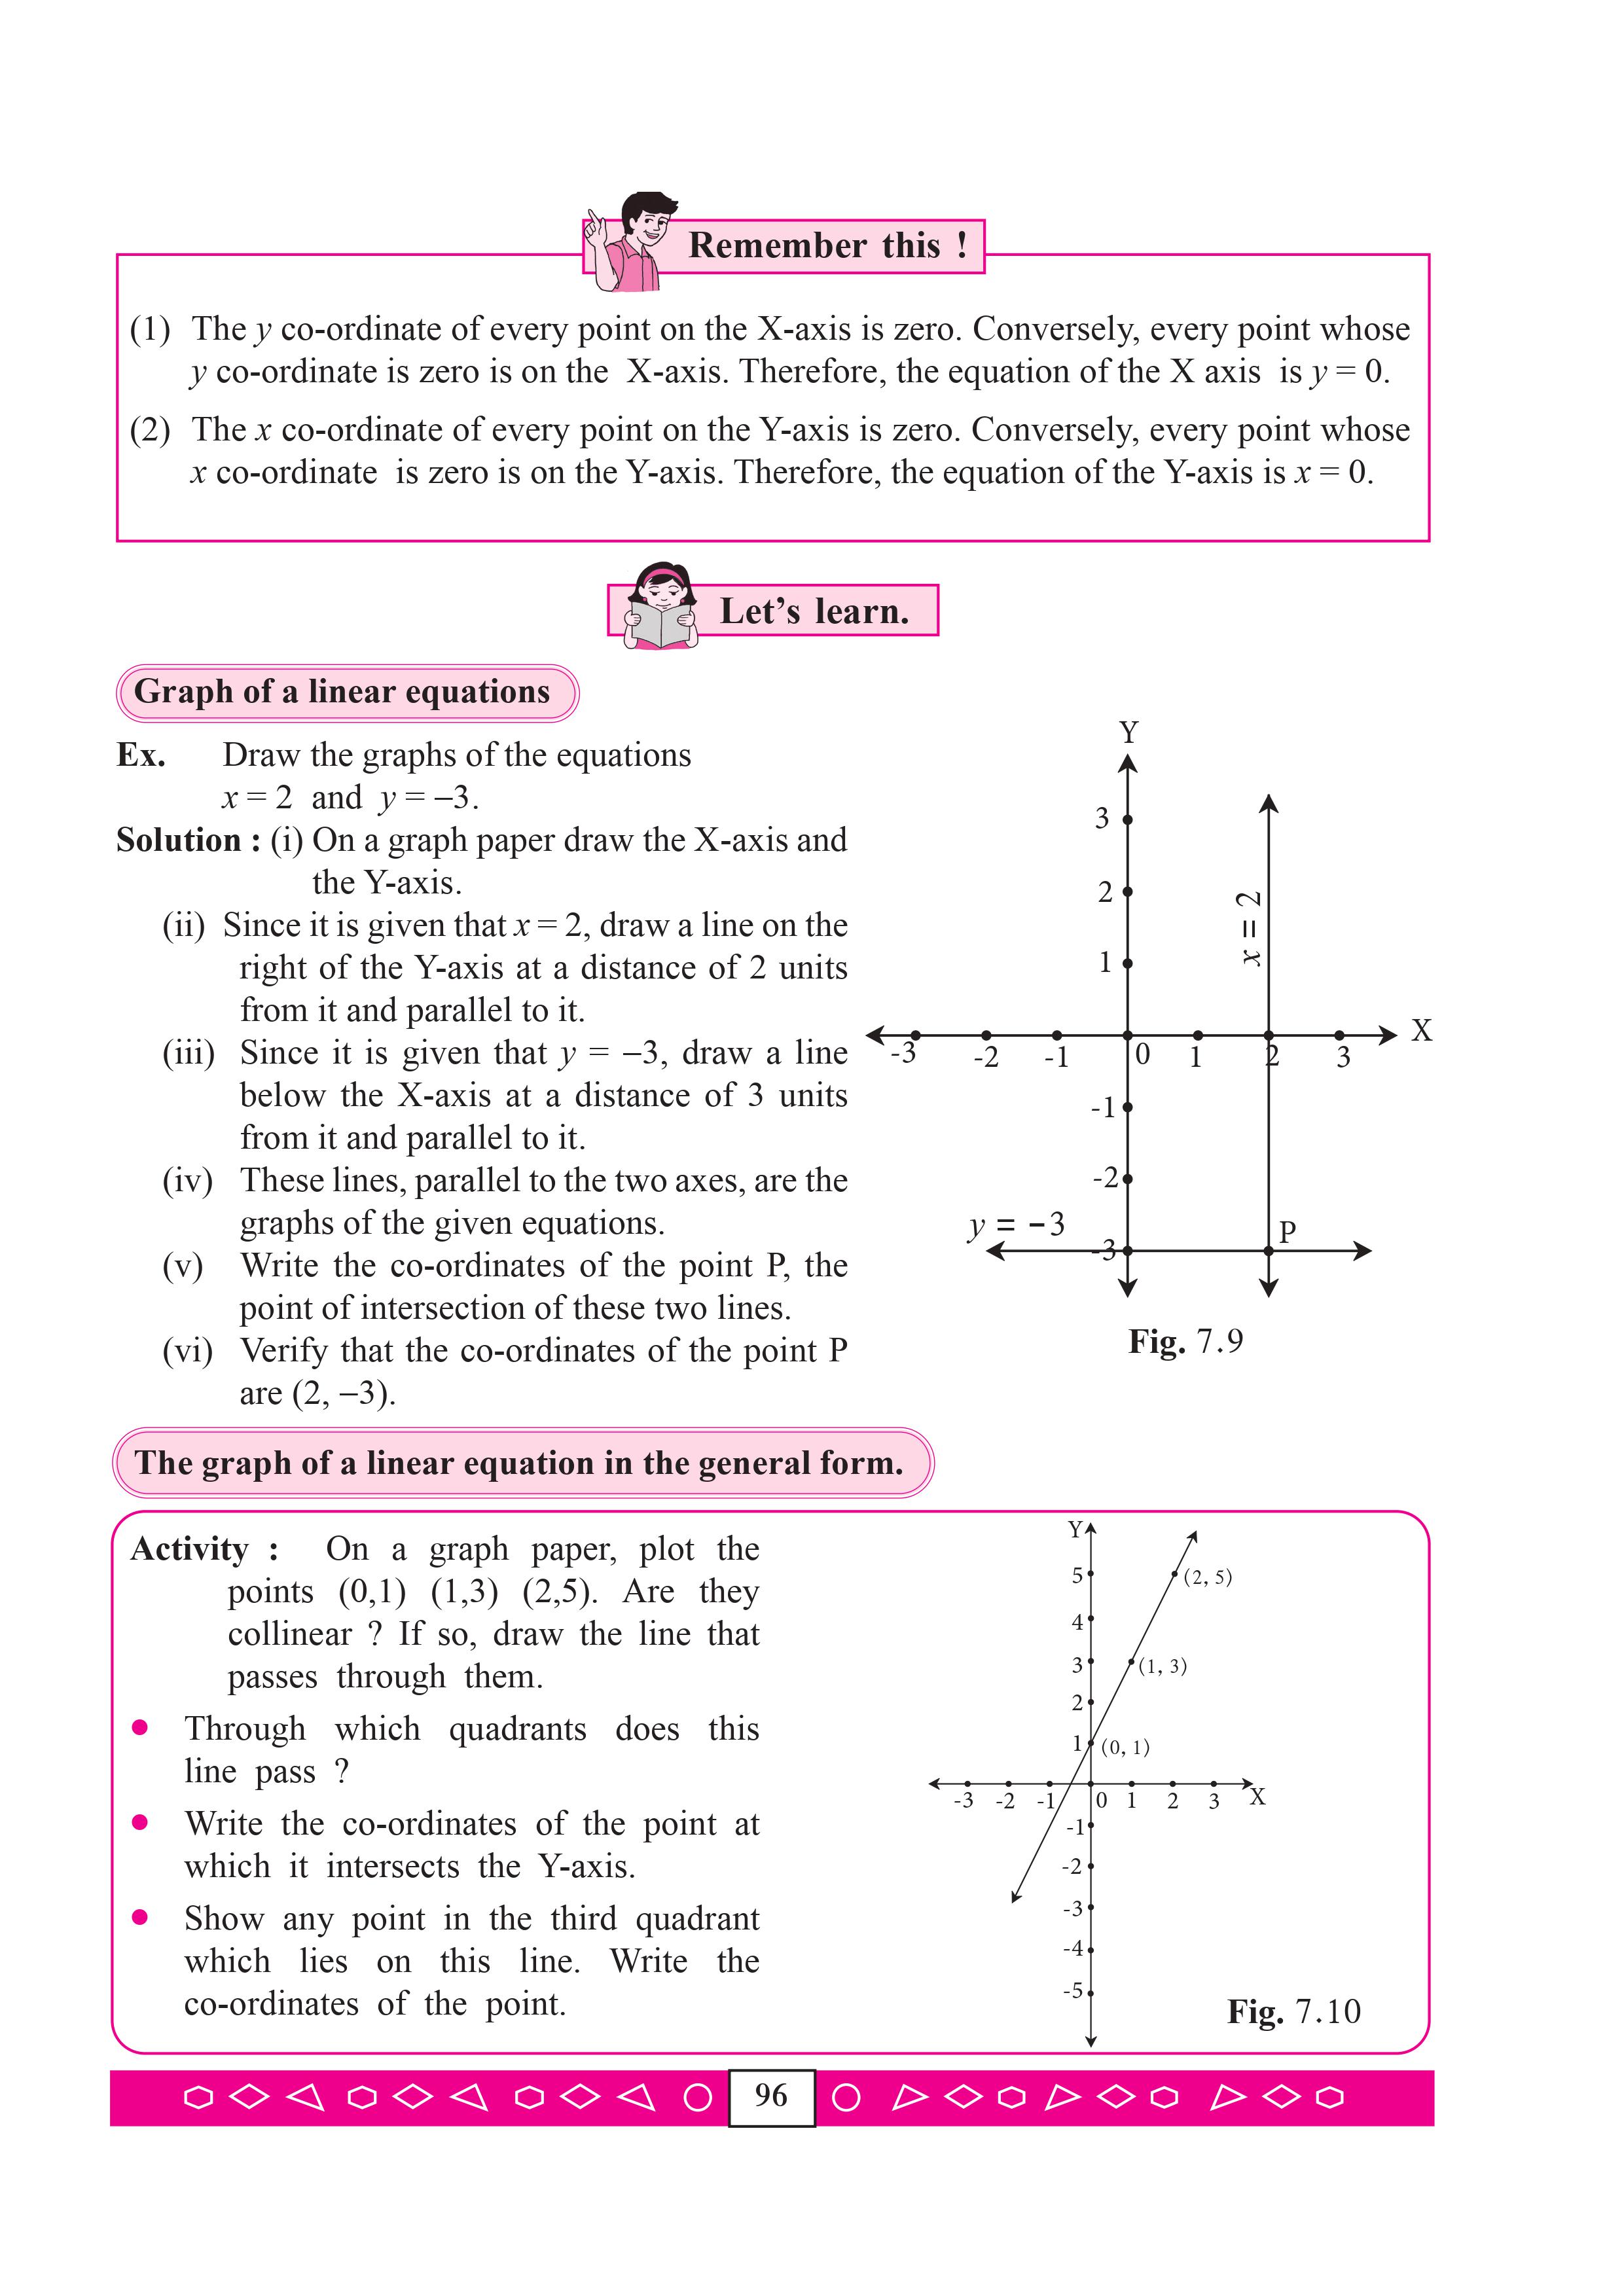 Remember this !
(1) The y co-ordinate of every point on the X-axis is zero. Conversely, every point whose
y co-ordinate is zero is on the X-axis. Therefore, the equation of the X axis is y = 0.
(2) The x co-ordinate of every point on the Y-axis is zero. Conversely, every point whose
x co-ordinate is zero is on the Y-axis. Therefore, the equation of the Y-axis is x = 0.
Let’s learn.
Graph of a linear equations
Ex. Draw the graphs of the equations
x = 2 and y = –3.
Solution : (i) On a graph paper draw the X-axis and
the Y-axis.
(ii) Since it is given that x = 2, draw a line on the
right of the Y-axis at a distance of 2 units
from it and parallel to it.
(iii) Since it is given that y = –3, draw a line
below the X-axis at a distance of 3 units
from it and parallel to it.
(iv) These lines, parallel to the two axes, are the
graphs of the given equations.
(v) Write the co-ordinates of the point P, the
point of intersection of these two lines.
(vi) Verify that the co-ordinates of the point P
are (2, –3).
Y
3
2
x = 2
1
X
-3 -2 -1 0 1 2 3
-1
-2
y = –3
P
-3
Fig. 7.9
The graph of a linear equation in the general form.
Activity : On a graph paper, plot the
points (0,1) (1,3) (2,5). Are they
collinear ? If so, draw the line that
passes through them.
• Through which quadrants does this
line pass ?
• Write the co-ordinates of the point at
which it intersects the Y-axis.
• Show any point in the third quadrant
which lies on this line. Write the
co-ordinates of the point.
Y
5 (2, 5)
4
3 (1, 3)
2
1 (0, 1)
-3 -2 -1 0 1 2 3 X
-1
-2
-3
-4
-5
Fig. 7.10
96